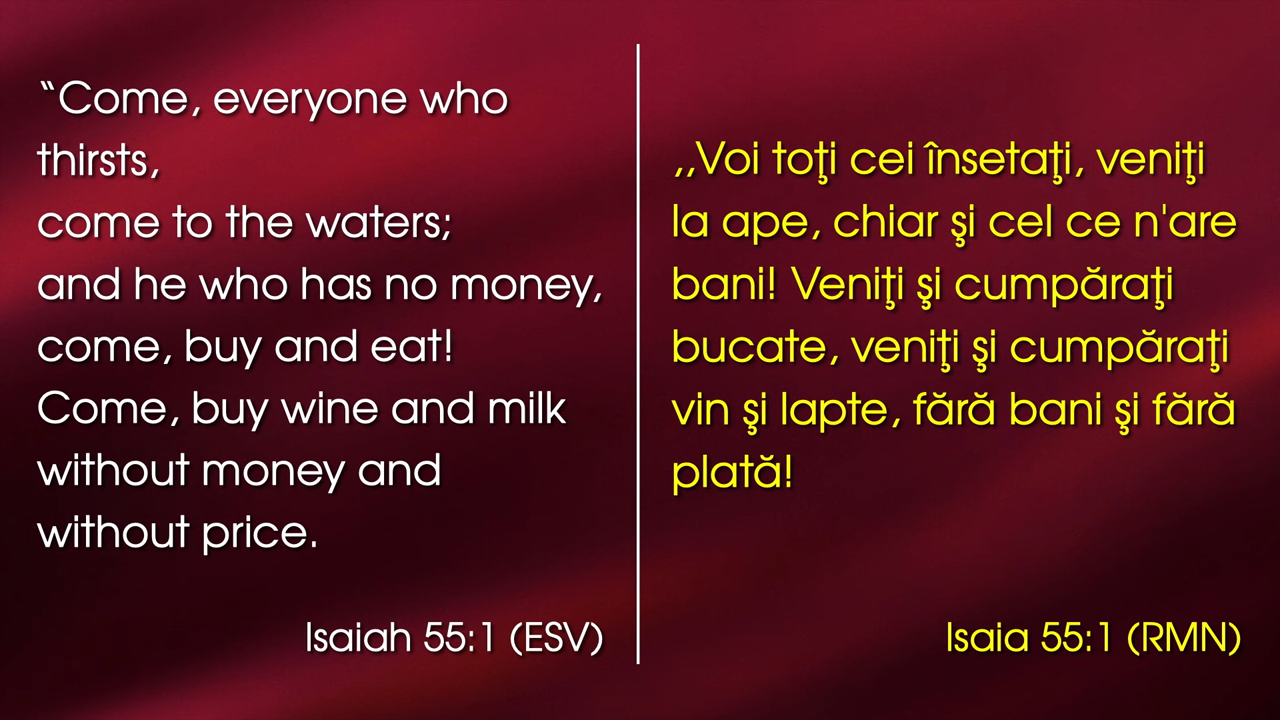 “Come, everyone who
thirsts,
come to the waters;
and he who has no money,
come, buy and eat!
Come, buy wine and milk
without money and
without price.
Isaiah 55:1 (ESV)
,,Voi toţi cei însetaţi, veniţi
la ape, chiar şi cel ce n'are
bani! Veniţi şi cumpăraţi
bucate, veniţi şi cumpăraţi
vin şi lapte, fără bani şi fără
plată!
Isaia 55:1 (RMN)